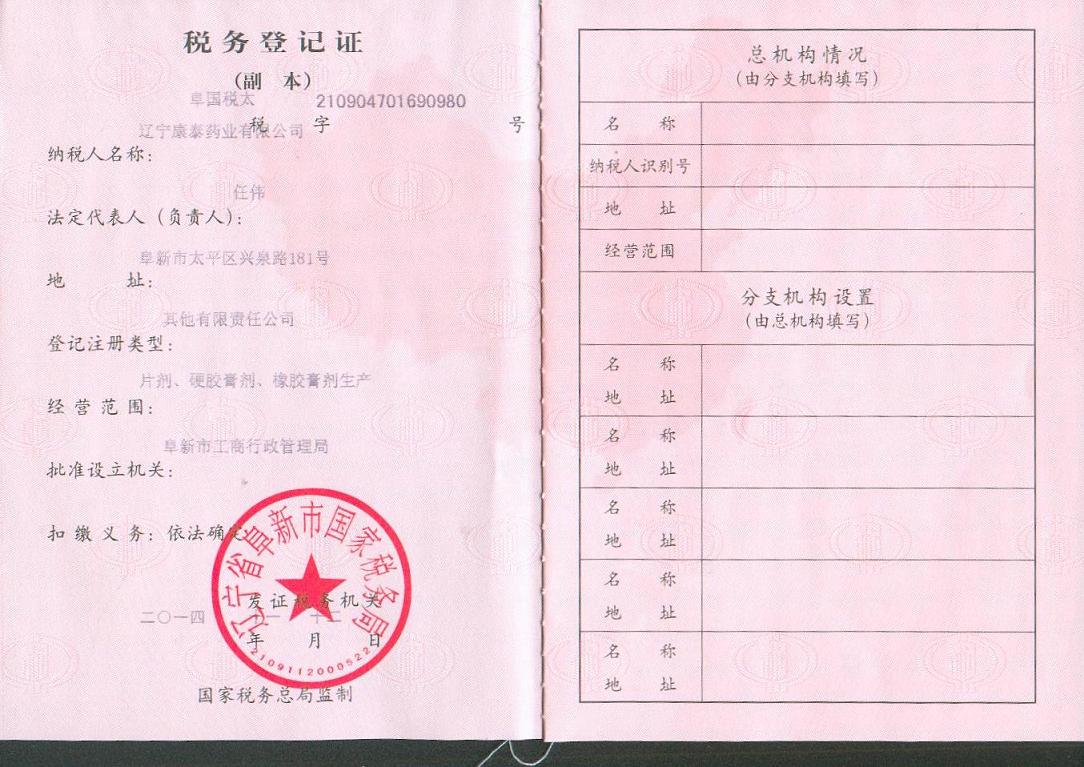 税务登记证
(副 本)
阜国税太 210904701690980
税 字 号
辽宁康泰药业有限公司
纳税人名称：
任伟
法定代表人（负责人）：
阜新市太平区兴泉路181号
地 址：
其他有限责任公司
登记注册类型：
片剂、硬胶膏剂、橡胶膏剂生产
经营范围：
阜新市工商行政管理局
批准设立机关：
扣缴义务：依法确定
辽宁省阜新市国家税务局
发证税务机关
二〇一四 十一 十二
年 月 日
2109112000522
国家税务总局监制
总机构情况
（由分支机构填写）
名 称
纳税人识别号
地 址
经营范围
分支机构设置
（由总机构填写）
名 称
地 址
名 称
地 址
名 称
地 址
名 称
地 址
名 称
地 址